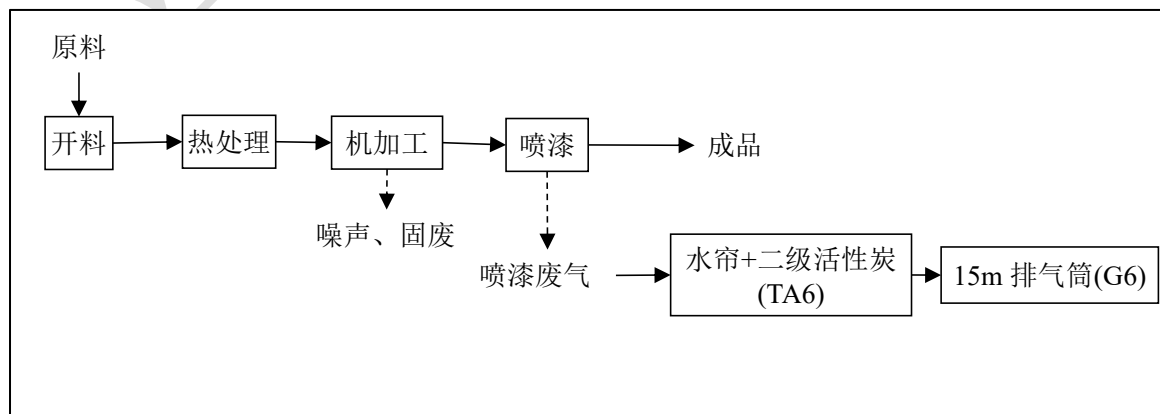 原料
开料
热处理
机加工
喷漆
成品
噪声、固废
喷漆废气
水帘+二级活性炭
(TA6)
15m 排气筒(G6)